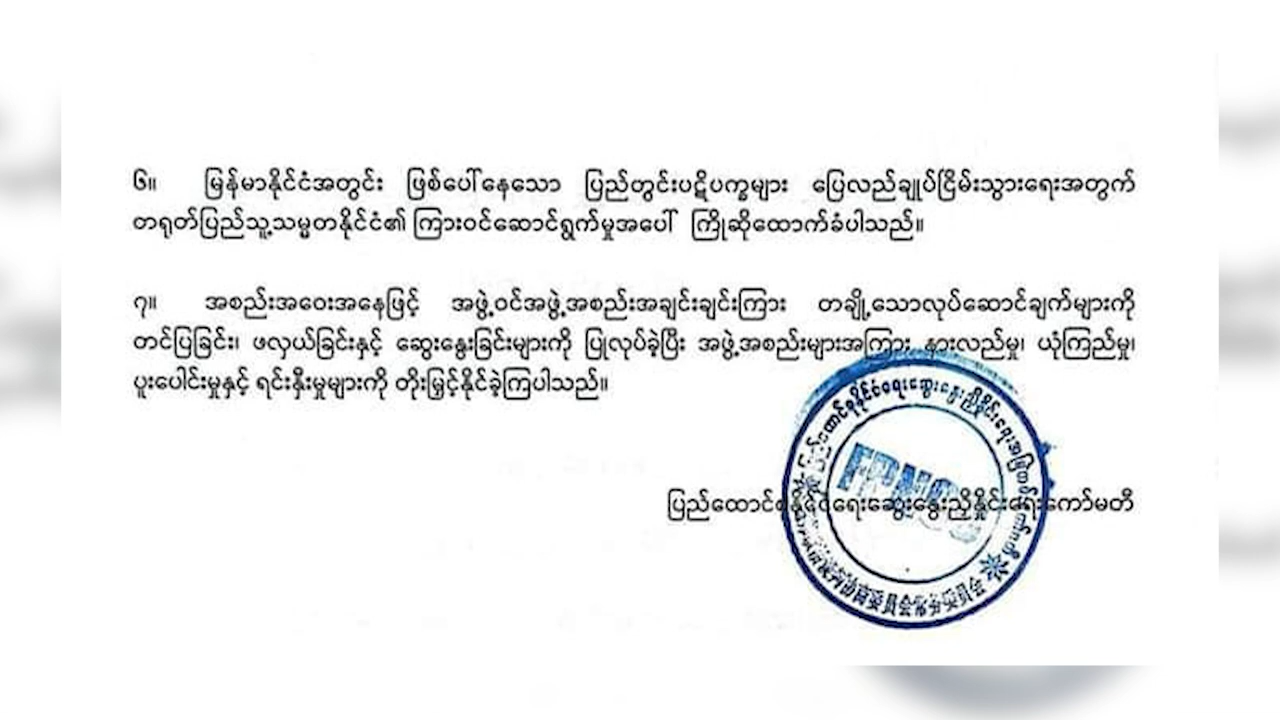 ၆။ မြန်မာနိုင်ငံအတွင်း ဖြစ်ပေါ်နေသော ပြည်တွင်းပဋိပက္ခများ ပြေလည်ချုပ်ငြိမ်းသွားရေးအတွက်
တရုတ်ပြည်သူ့သမ္မတနိုင်ငံ၏ ကြားဝင်ဆောင်ရွက်မှုအပေါ် ကြိုဆိုထောက်ခံပါသည်။
၇။ အစည်းအဝေးအနေဖြင့် အဖွဲ့ဝင်အဖွဲ့အစည်းအချင်းချင်းကြား တချို့သောလုပ်ဆောင်ချက်များကို
တင်ပြခြင်း၊ ဖလှယ်ခြင်းနှင့် ဆွေးနွေးခြင်းများကို ပြုလုပ်ခဲ့ပြီး အဖွဲ့အစည်းများအကြား နားလည်မှု၊ ယုံကြည်မှု၊
ပူးပေါင်းမှုနှင့် ရင်းနှီးမှုများကို တိုးမြှင့်နိုင်ခဲ့ကြပါသည်။
ပြည်ထောင်စုနိုင်ငံရေးဆွေးနွေးညှိနှိုင်းရေးကော်မတီ